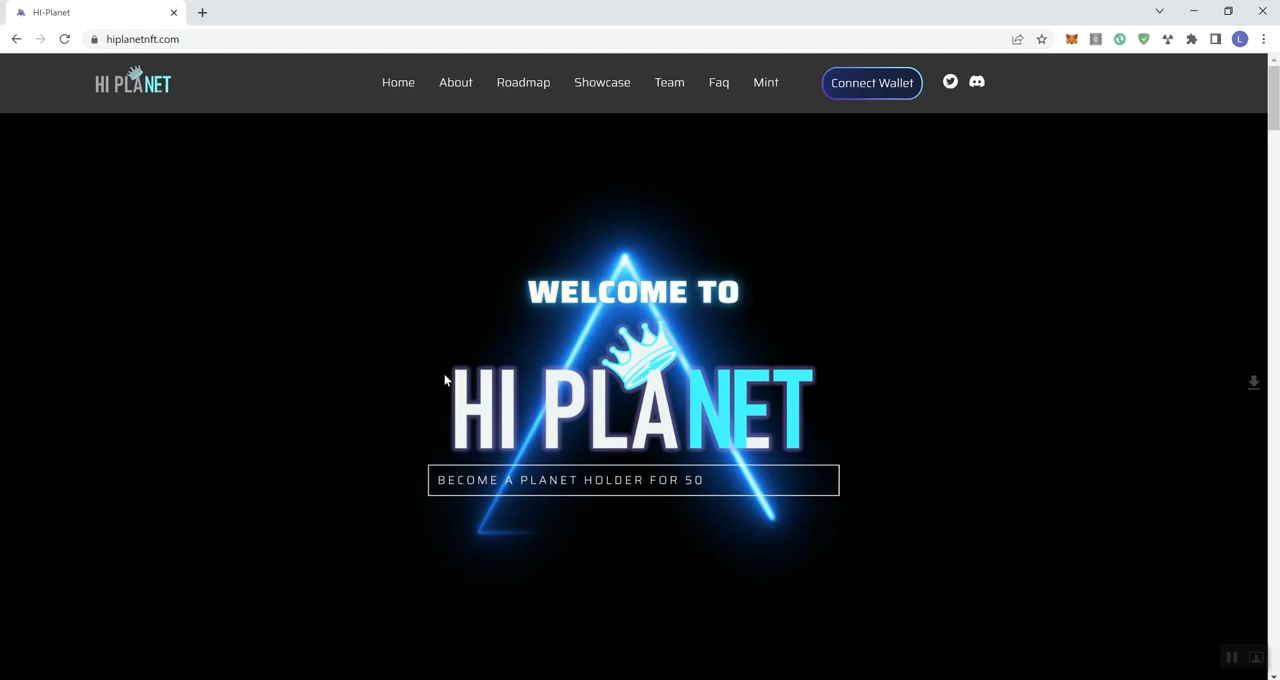 HI-Planet
hiplanetnft.com
L
HI PLANET
Home
About
Roadmap
Showcase
Team
Faq
Mint
Connect Wallet
WELCOME TO
HI PLANET
BECOME A PLANET HOLDER FOR 50